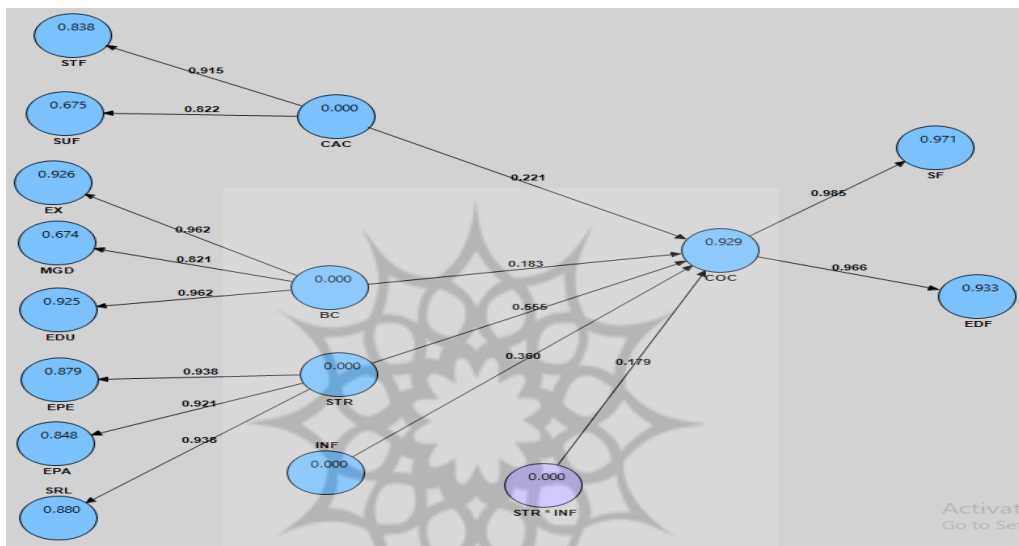 0.838
STF
0.915
0.675
SUF
0.822
0.000
CAC
0.926
EX
0.221
0.971
SF
0.985
0.962
0.674
MGD
0.821
0.929
COC
0.183
0.966
0.925
EDU
0.962
0.000
BC
0.933
EDF
0.555
0.879
EPE
0.938
0.000
STR
0.360
0.179
0.921
0.848
EPA
0.938
INF
0.000
0.000
STR * INF
SRL
0.880
Activat
Go to Set